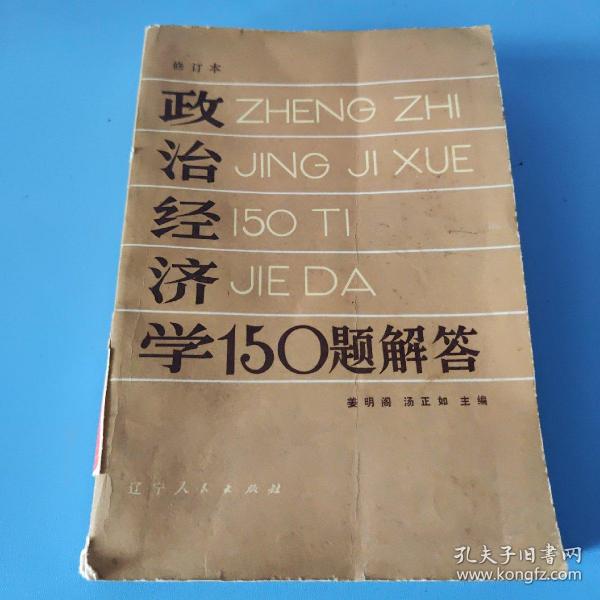 修订本
政 ZHENG ZHI
治 JING JI XUE
经 150 TI
济 JIE DA
学150题解答
姜明阁 汤正如 主编
辽宁人民出版社
孔夫子旧书网
www.kongfz.com